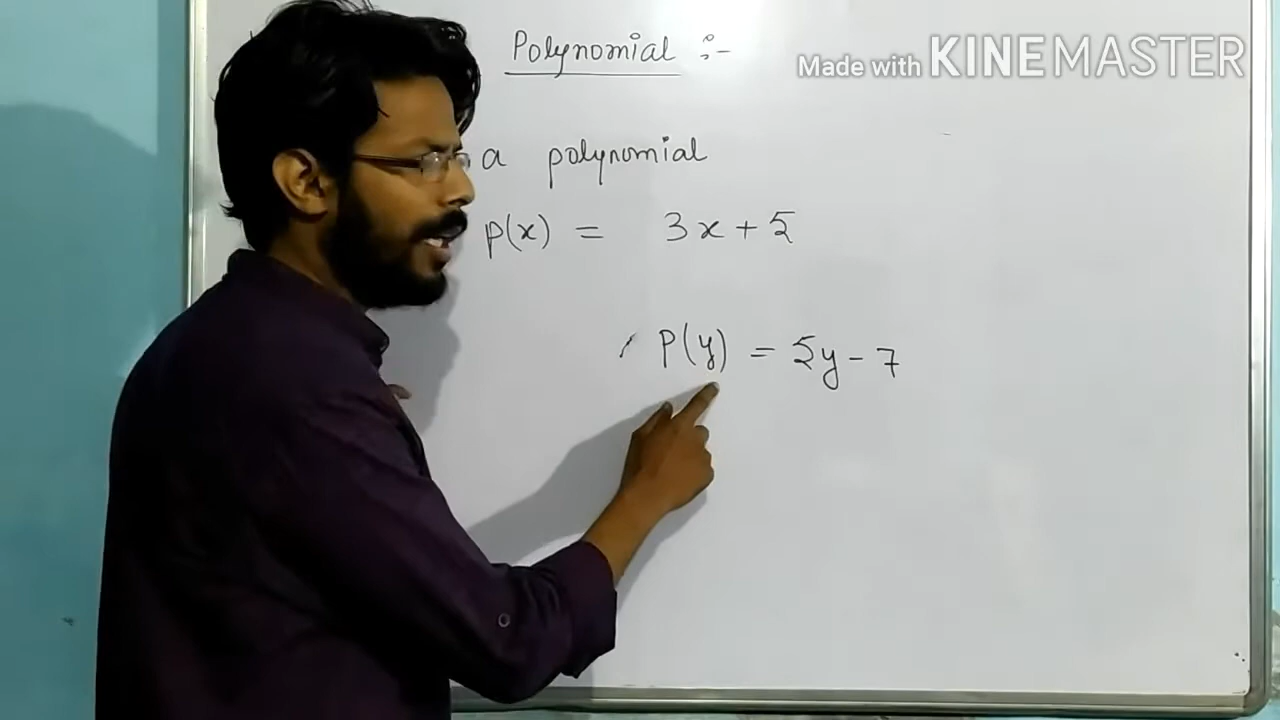 Polynomial :-
Made with KINEMASTER
a polynomial
p(x) = 3x + 5
P(y) = 5y - 7